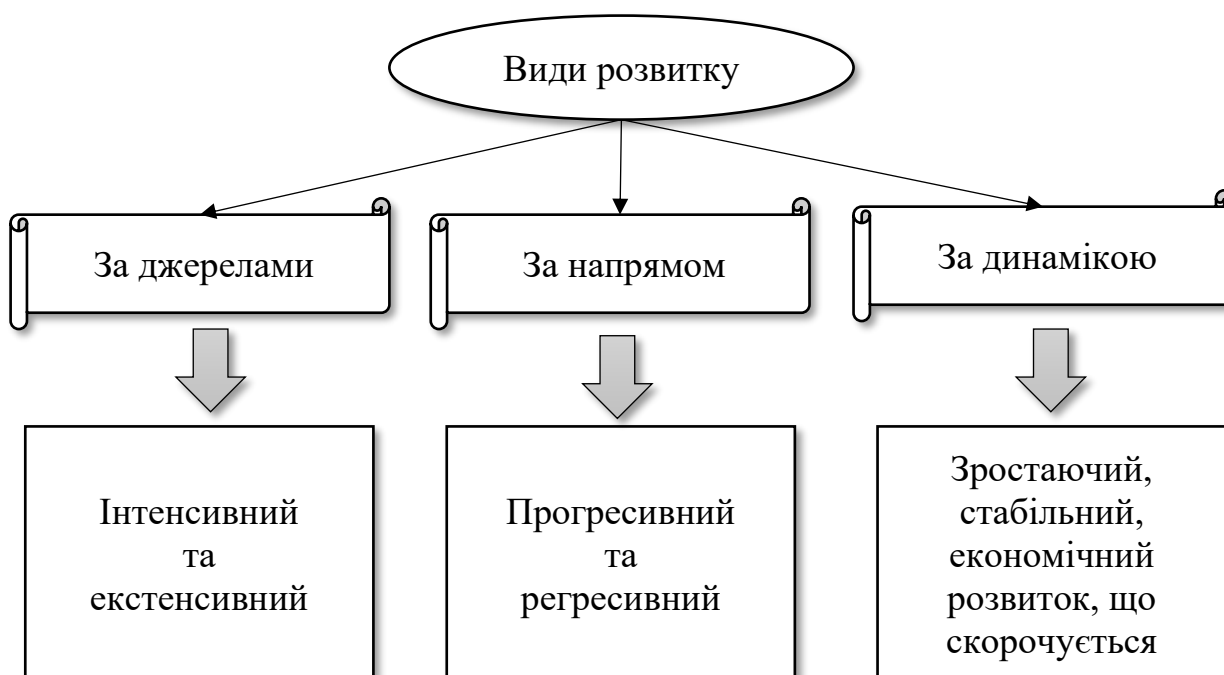 Види розвитку
За джерелами
За напрямом
За динамікою
Інтенсивний
та
екстенсивний
Прогресивний
та
регресивний
Зростаючий,
стабільний,
економічний
розвиток, що
скорочується